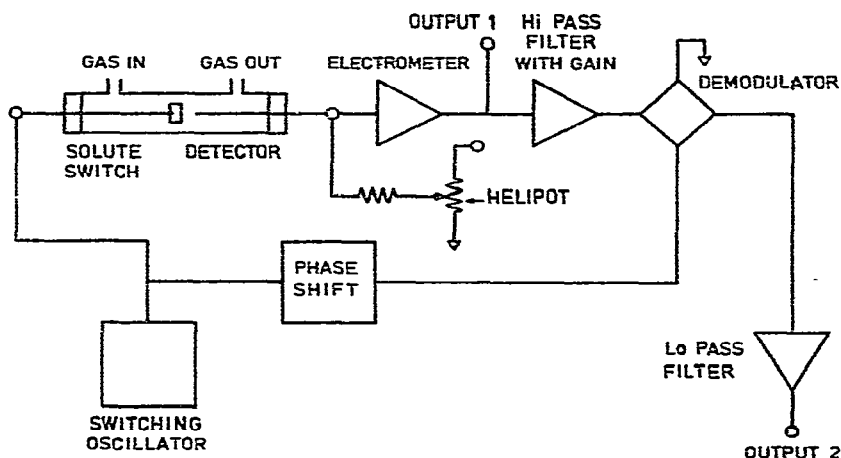 OUTPUT 1
Hi PASS
FILTER
WITH GAIN
GAS IN
GAS OUT
ELECTROMETER
DEMODULATOR
SOLUTE
SWITCH
DETECTOR
HELIPOT
PHASE
SHIFT
Lo PASS
FILTER
SWITCHING
OSCILLATOR
OUTPUT 2